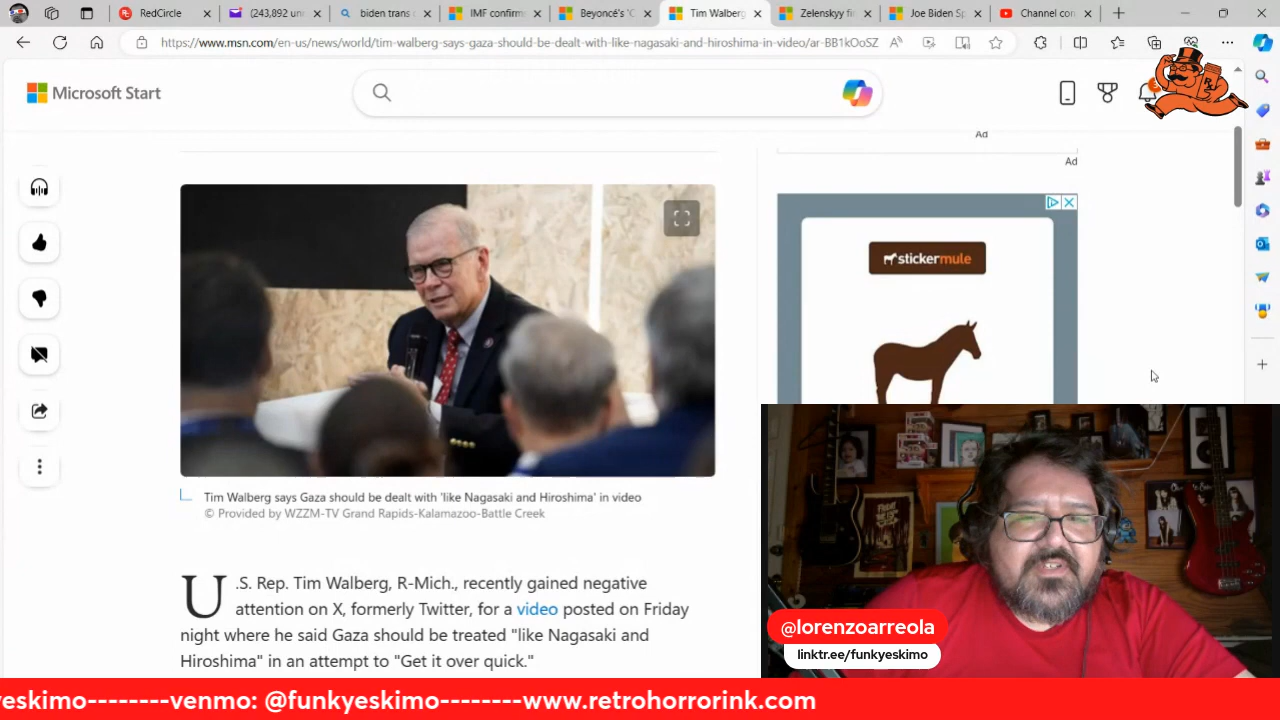 RedCircle
(243,892 un
biden trans c
IMF confirm
Beyoncé's 'C
Tim Walberg
Zelenskyy fi
Joe Biden Sp
Channel con
https://www.msn.com/en-us/news/world/tim-walberg-says-gaza-should-be-dealt-with-like-nagasaki-and-hiroshima-in-video/ar-BB1kOoSZ
Microsoft Start
Ad
Ad
stickermule
Tim Walberg says Gaza should be dealt with 'like Nagasaki and Hiroshima' in video
© Provided by WZZM-TV Grand Rapids-Kalamazoo-Battle Creek
U.S. Rep. Tim Walberg, R-Mich., recently gained negative
attention on X, formerly Twitter, for a video posted on Friday
night where he said Gaza should be treated "like Nagasaki and
Hiroshima" in an attempt to "Get it over quick."
@lorenzoarreola
linktr.ee/funkyeskimo
yeskimo--------venmo: @funkyeskimo--------www.retrohorrorink.com